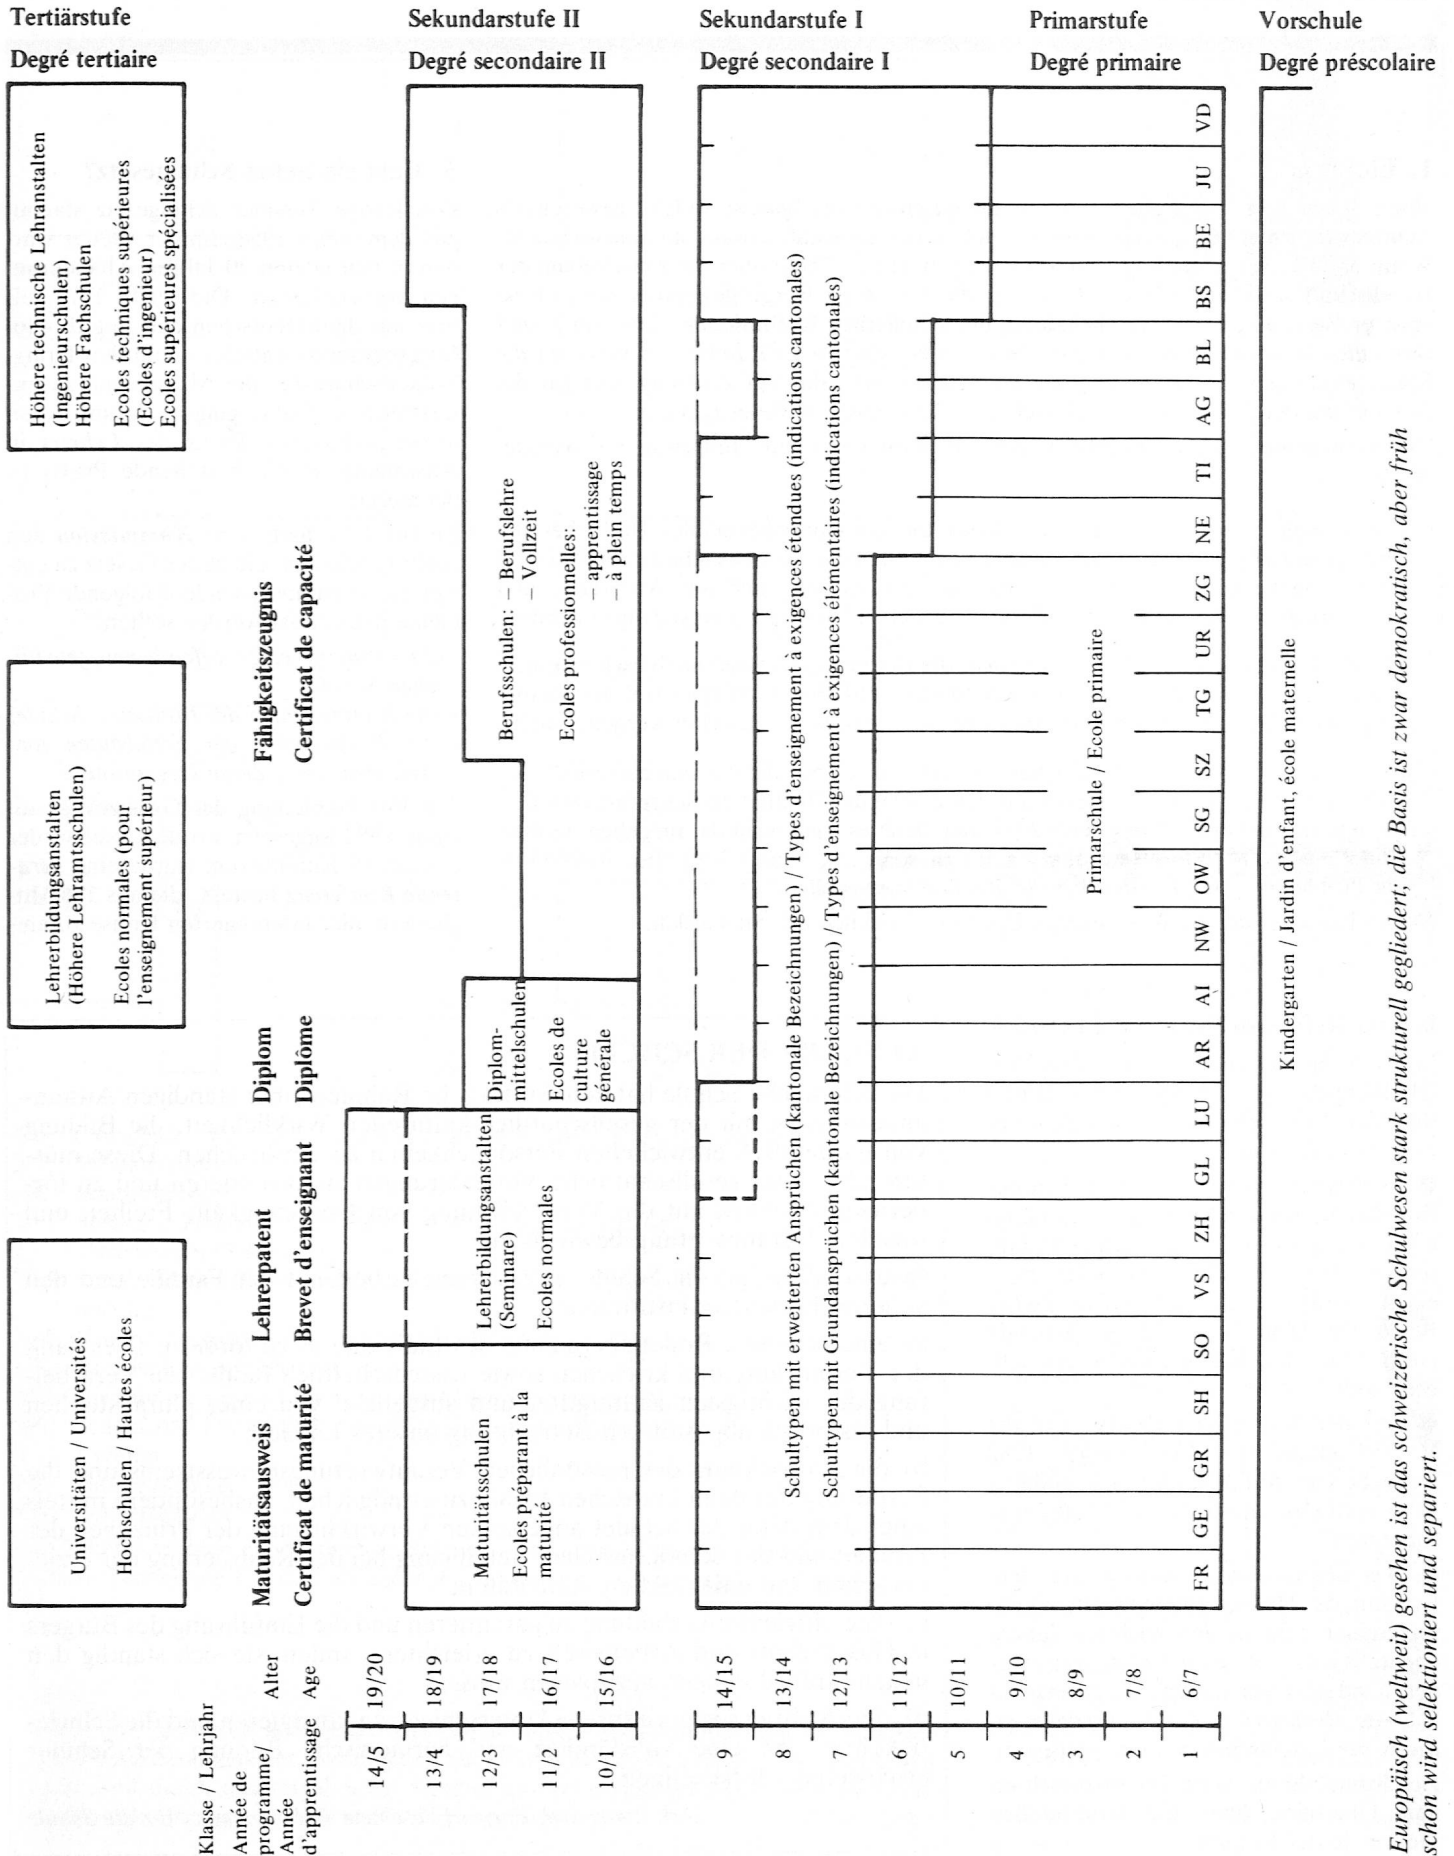 Tertiärstufe
Degré tertiaire
Sekundarstufe II
Degré secondaire II
Sekundarstufe I
Degré secondaire I
Primarstufe
Degré primaire
Vorschule
Degré préscolaire
Universitäten / Universités
Hochschulen / Hautes écoles
Lehrerbildungsanstalten
(Höhere Lehramtsschulen)
Ecoles normales (pour
l'enseignement supérieur)
Höhere technische Lehranstalten
(Ingenieurschulen)
Höhere Fachschulen
Ecoles techniques supérieures
(Ecoles d'ingenieur)
Ecoles supérieures spécialisées
Maturitätsausweis
Certificat de maturité
Lehrerpatent
Brevet d'enseignant
Diplom
Diplôme
Fähigkeitszeugnis
Certificat de capacité
Klasse / Lehrjahr
Année de
programme/
Année
d'apprentissage
Alter
Age
14/5 19/20
13/4 18/19
12/3 17/18
11/2 16/17
10/1 15/16
Maturitätsschulen
Ecoles préparant à la
maturité
Lehrerbildungsanstalten
(Seminare)
Ecoles normales
Diplom-
mittelschulen
Ecoles de
culture
générale
Berufsschulen: – Berufslehre
– Vollzeit
Ecoles professionnelles:
– apprentissage
– à plein temps
9 14/15
8 13/14
7 12/13
6 11/12
5 10/11
4 9/10
3 8/9
2 7/8
1 6/7
Schultypen mit erweiterten Ansprüchen (kantonale Bezeichnungen) / Types d'enseignement à exigences étendues (indications cantonales)
Schultypen mit Grundansprüchen (kantonale Bezeichnungen) / Types d'enseignement à exigences élémentaires (indications cantonales)
Primarschule / Ecole primaire
FR GE GR SH SO VS ZH GL LU AR AI NW OW SG SZ TG UR ZG NE TI AG BL BS BE JU VD
Kindergarten / Jardin d'enfant, école maternelle
Europäisch (weltweit) gesehen ist das schweizerische Schulwesen stark strukturell gegliedert; die Basis ist zwar demokratisch, aber früh
schon wird selektioniert und separiert.